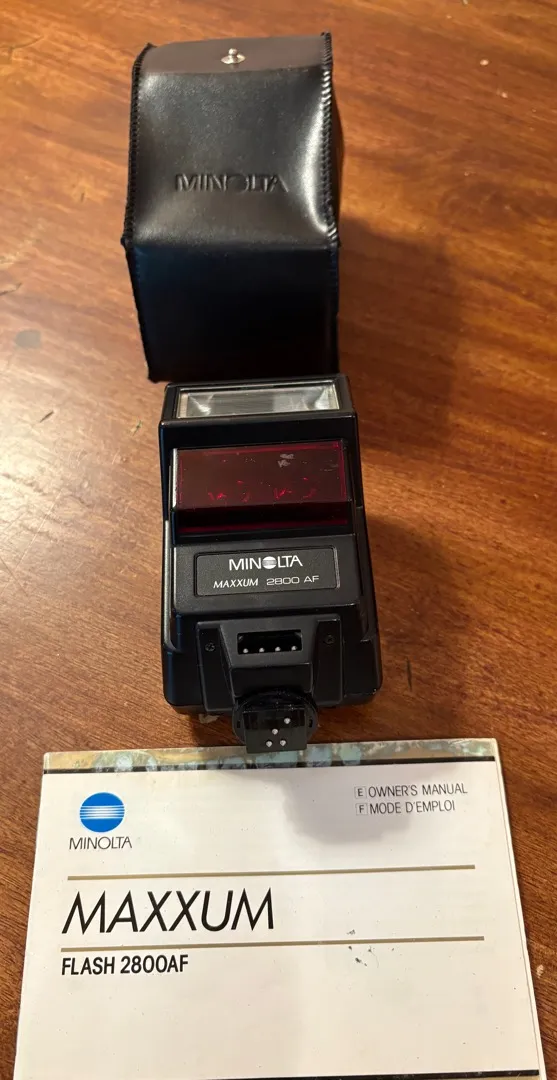 MINOLTA
MINOLTA
MAXXUM 2800 AF
E OWNER'S MANUAL
F MODE D'EMPLOI
MINOLTA
MAXXUM
FLASH 2800AF